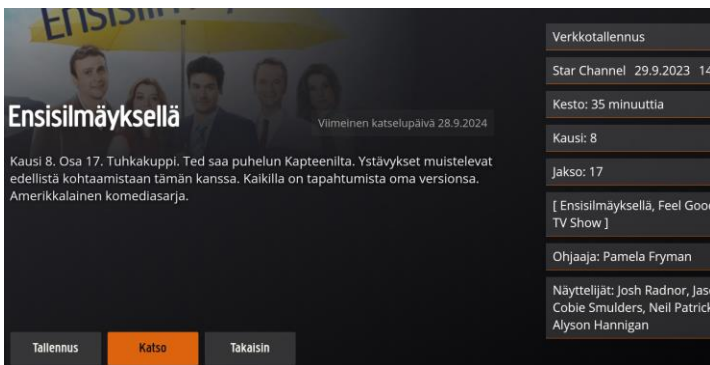 Ensisilmäyksellä
Viimeinen katselupäivä 28.9.2024
Kausi 8. Osa 17. Tuhkakuppi. Ted saa puhelun Kapteenilta. Ystävykset muistelevat
edellistä kohtaamistaan tämän kanssa. Kaikilla on tapahtumista oma versionsa.
Amerikkalainen komediasarja.
Tallennus
Katso
Takaisin
Verkkotallennus
Star Channel 29.9.2023 14
Kesto: 35 minuuttia
Kausi: 8
Jakso: 17
[ Ensisilmäyksellä, Feel Good
TV Show ]
Ohjaaja: Pamela Fryman
Näyttelijät: Josh Radnor, Jas
Cobie Smulders, Neil Patrick
Alyson Hannigan